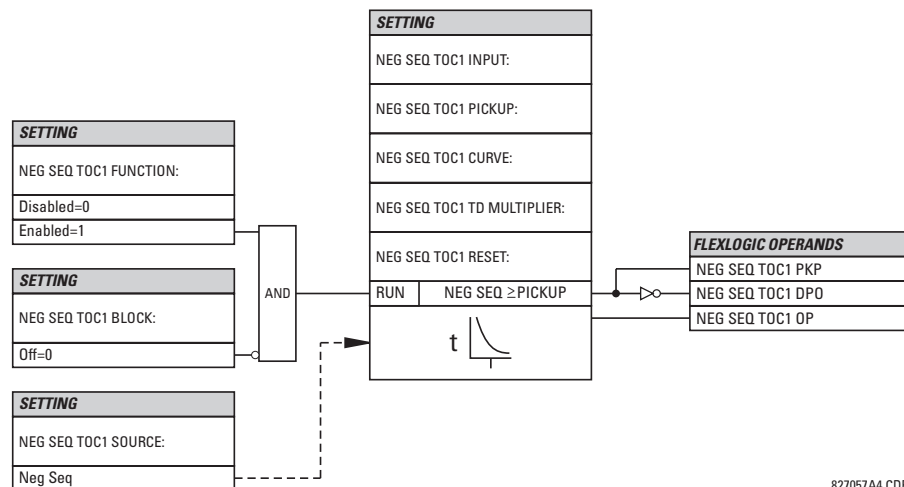 SETTING
NEG SEQ TOC1 FUNCTION:
Disabled=0
Enabled=1
SETTING
NEG SEQ TOC1 BLOCK:
Off=0
SETTING
NEG SEQ TOC1 SOURCE:
Neg Seq
AND
SETTING
NEG SEQ TOC1 INPUT:
NEG SEQ TOC1 PICKUP:
NEG SEQ TOC1 CURVE:
NEG SEQ TOC1 TD MULTIPLIER:
NEG SEQ TOC1 RESET:
RUN NEG SEQ ≥PICKUP
t
FLEXLOGIC OPERANDS
NEG SEQ TOC1 PKP
NEG SEQ TOC1 DPO
NEG SEQ TOC1 OP